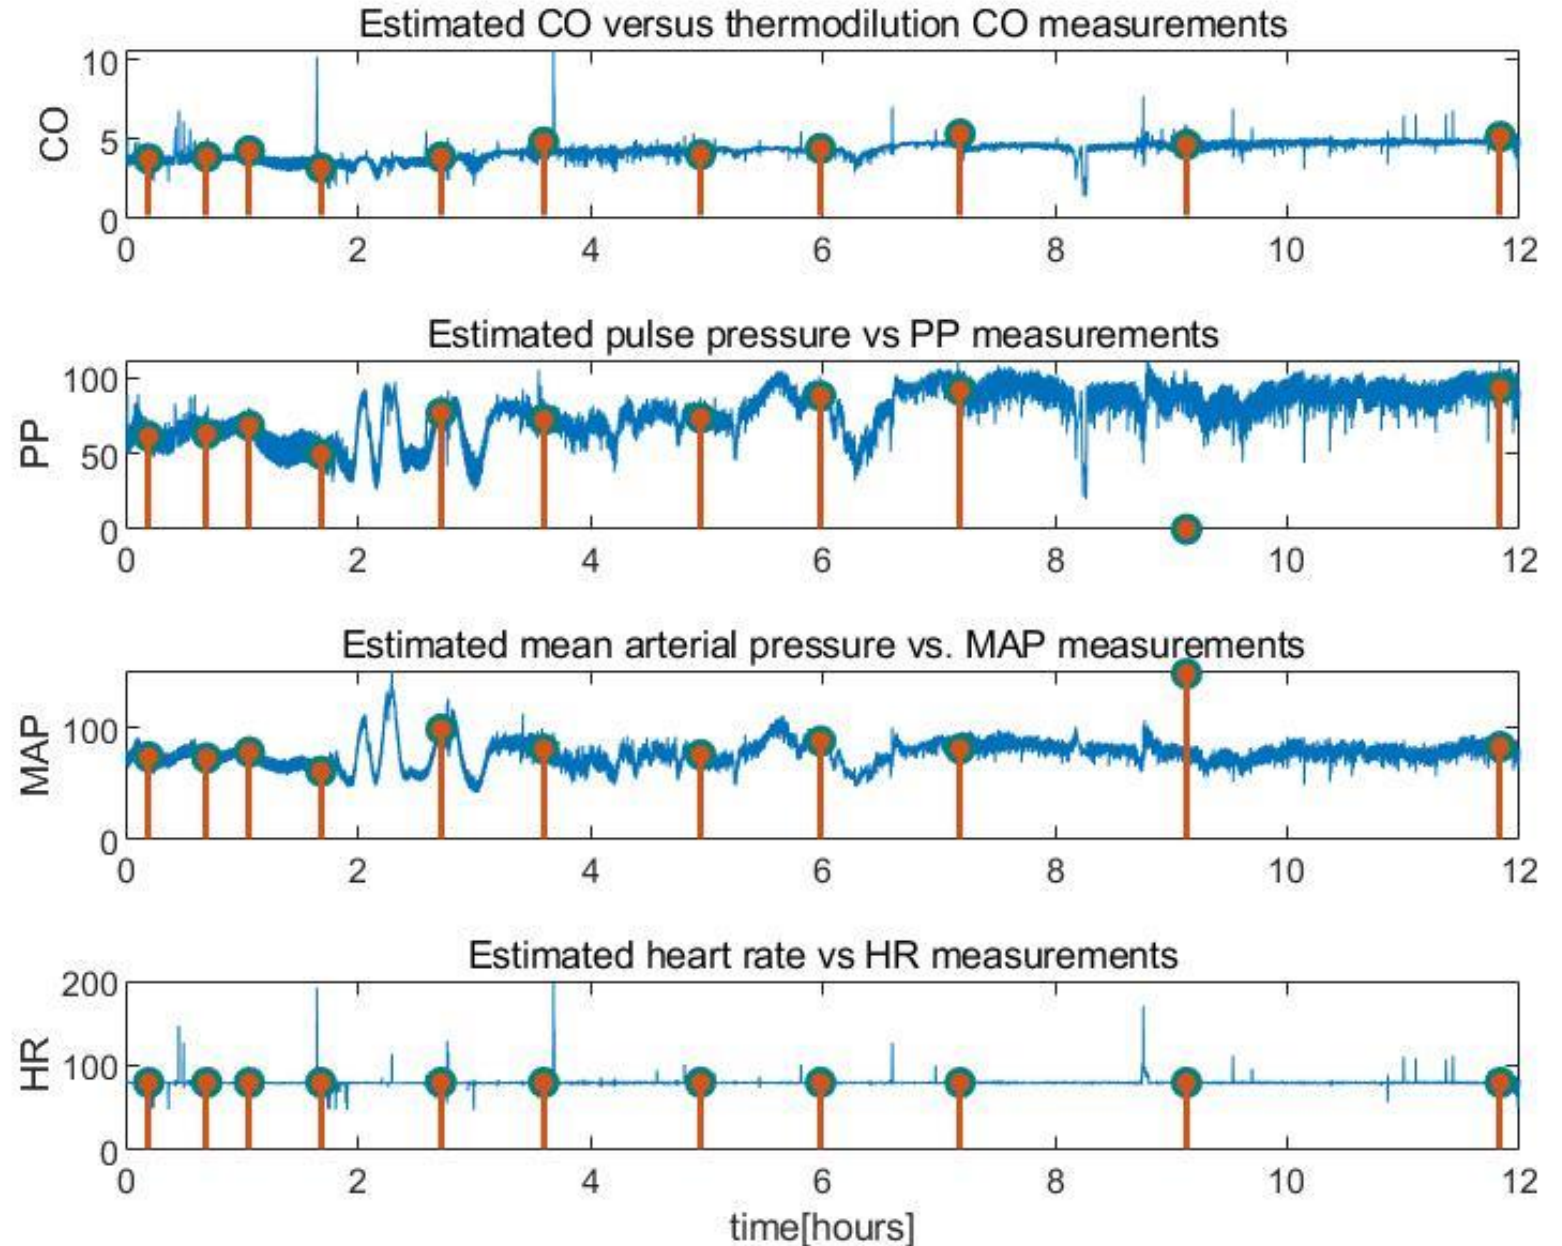 Estimated CO versus thermodilution CO measurements
10
5
0
CO
0 2 4 6 8 10 12
Estimated pulse pressure vs PP measurements
100
50
0
PP
0 2 4 6 8 10 12
Estimated mean arterial pressure vs. MAP measurements
100
0
MAP
0 2 4 6 8 10 12
Estimated heart rate vs HR measurements
200
100
0
HR
0 2 4 6 8 10 12
time[hours]